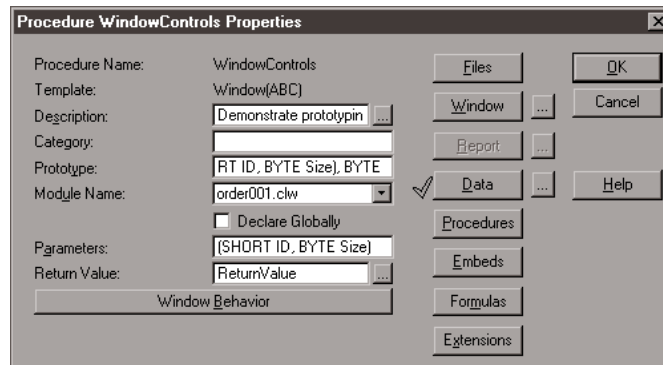 Procedure WindowControls Properties
Procedure Name: WindowControls
Template: Window(ABC)
Description: Demonstrate prototypin ...
Category:
Prototype: RT ID, BYTE Size), BYTE
Module Name: order001.clw
Declare Globally
Parameters: (SHORT ID, BYTE Size)
Return Value: ReturnValue ...
Window Behavior
Files
Window ...
Report ...
Data ...
Procedures
Embeds
Formulas
Extensions
OK
Cancel
Help